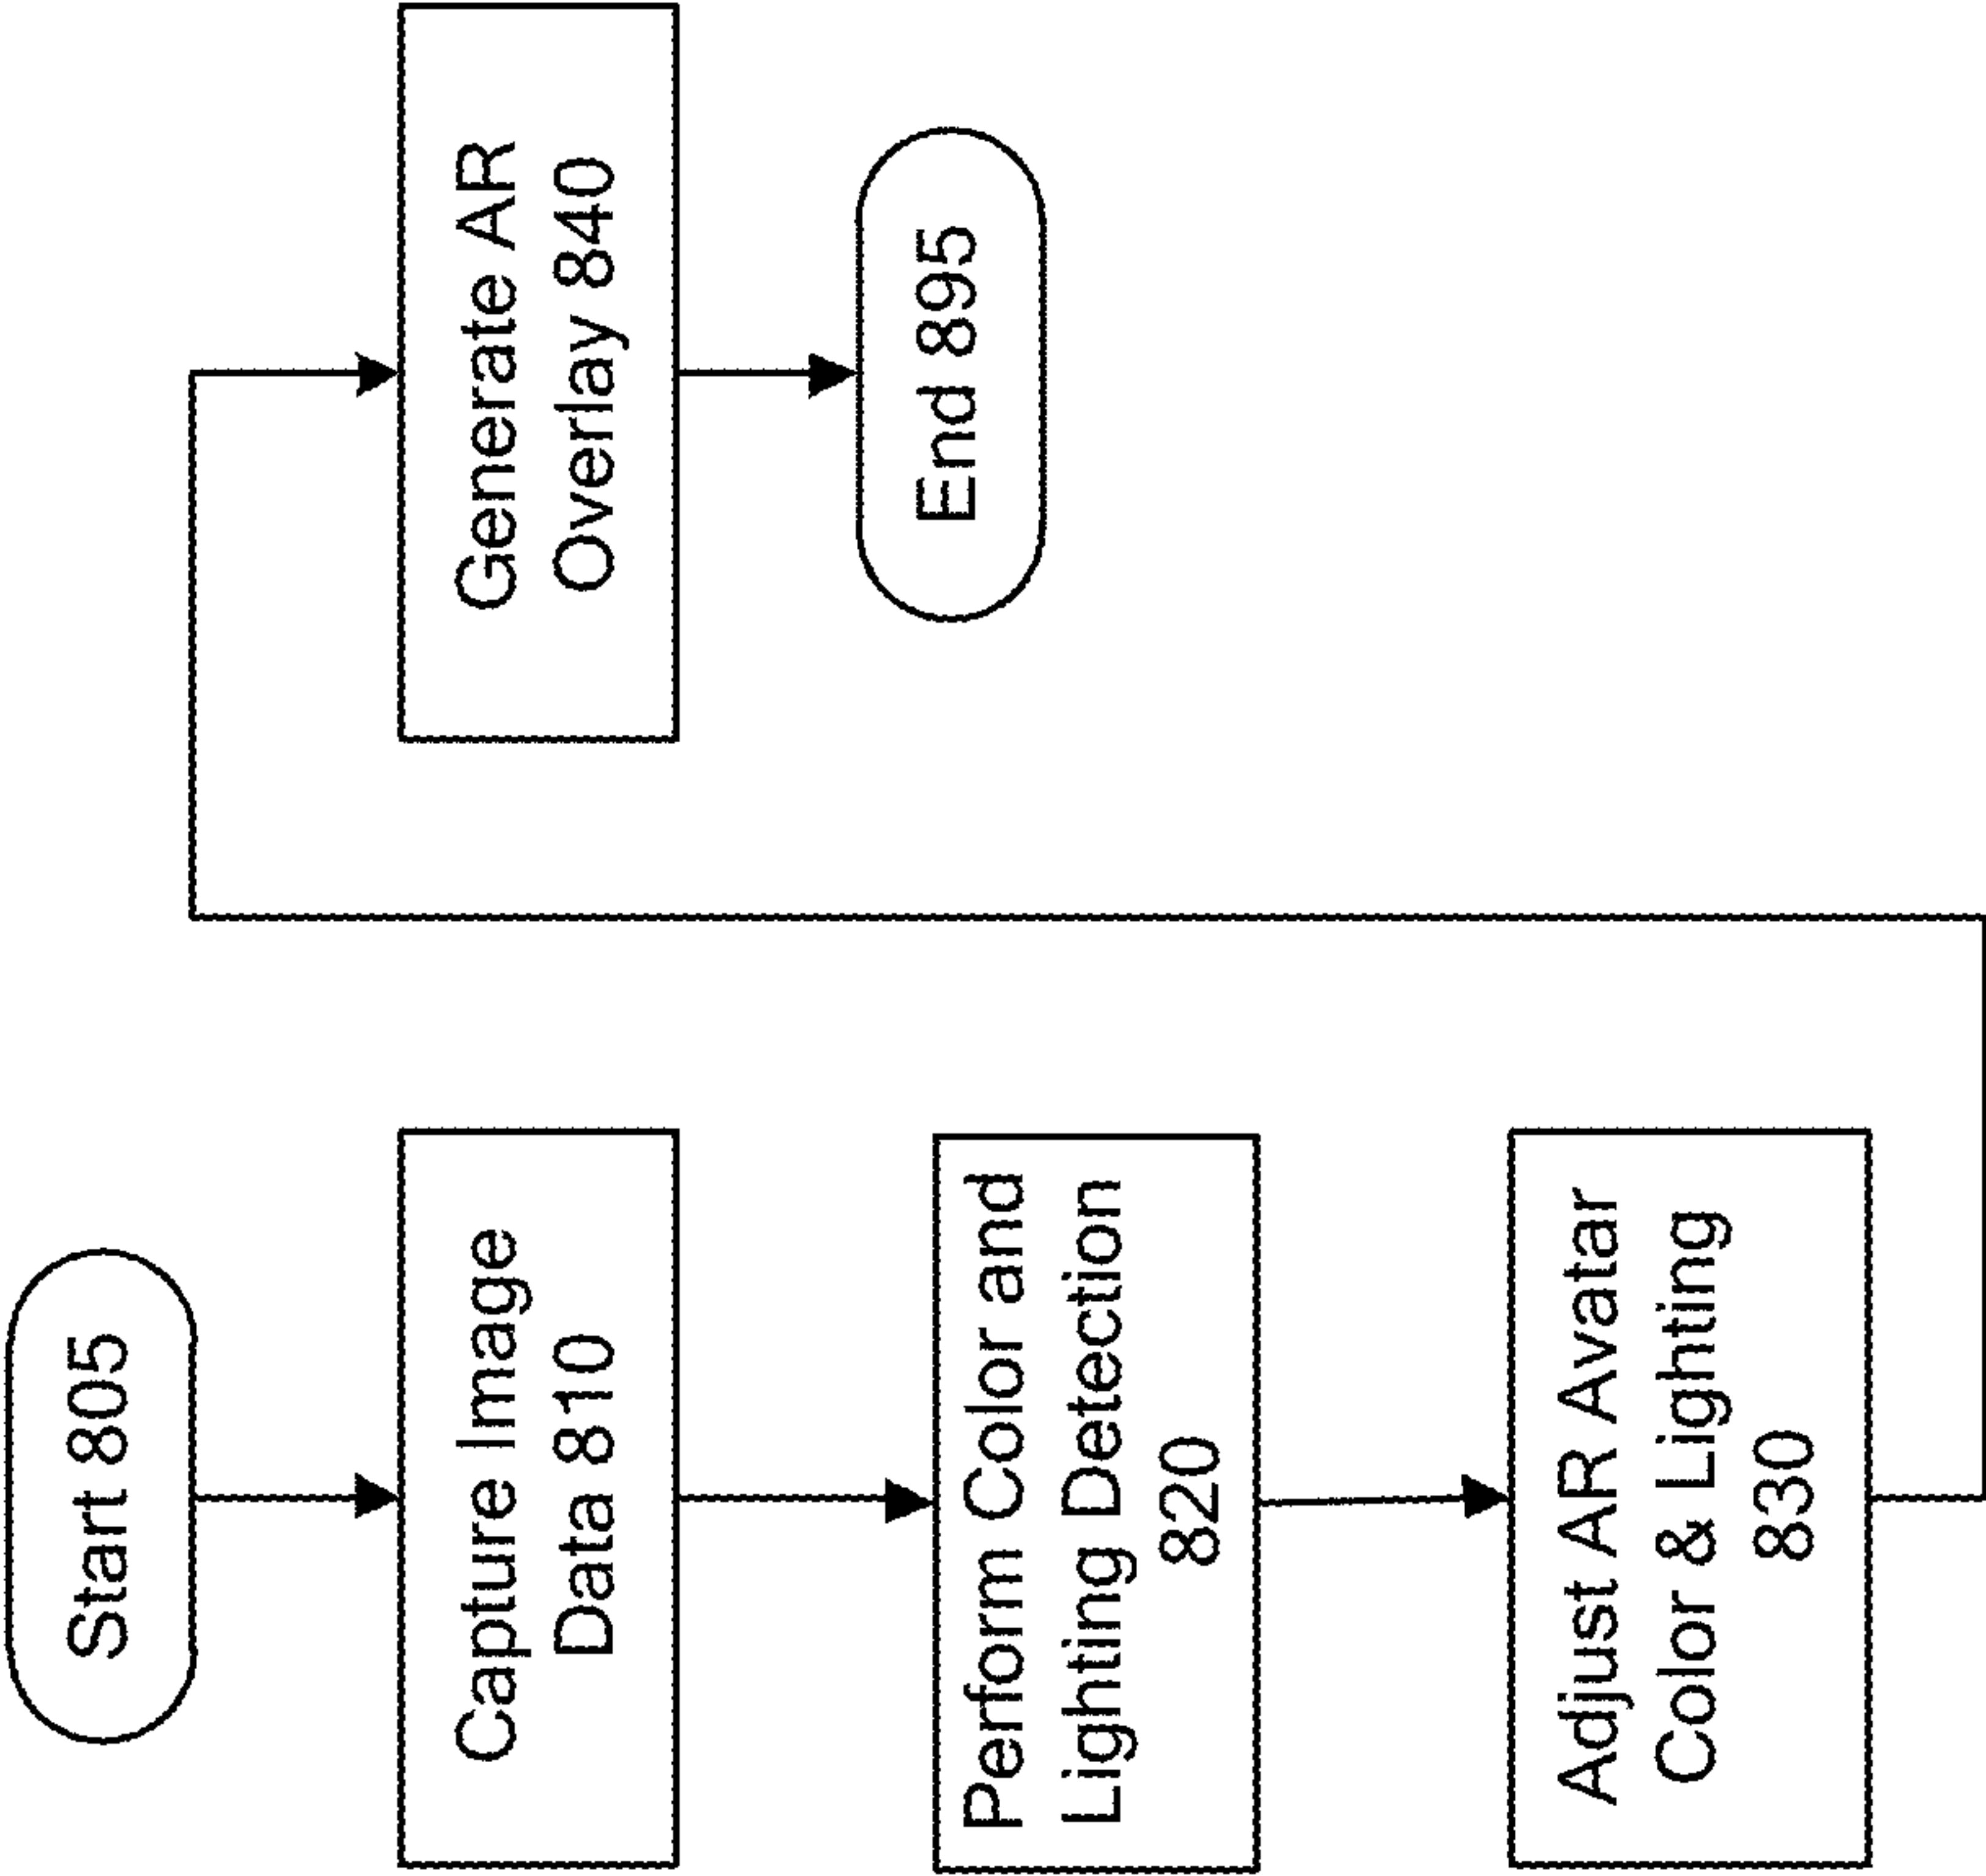 Start 805
Capture Image
Data 810
Perform Color and
Lighting Detection
820
Adjust AR Avatar
Color & Lighting
830
Generate AR
Overlay 840
End 895